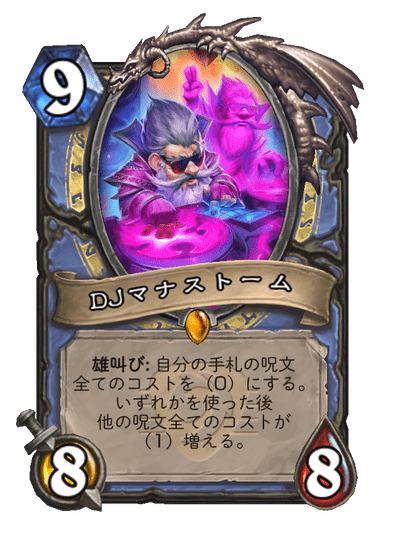 9
DJマナストーム
雄叫び: 自分の手札の呪文
全てのコストを（0）にする。
いずれかを使った後
他の呪文全てのコストが
（1）増える。
8
8